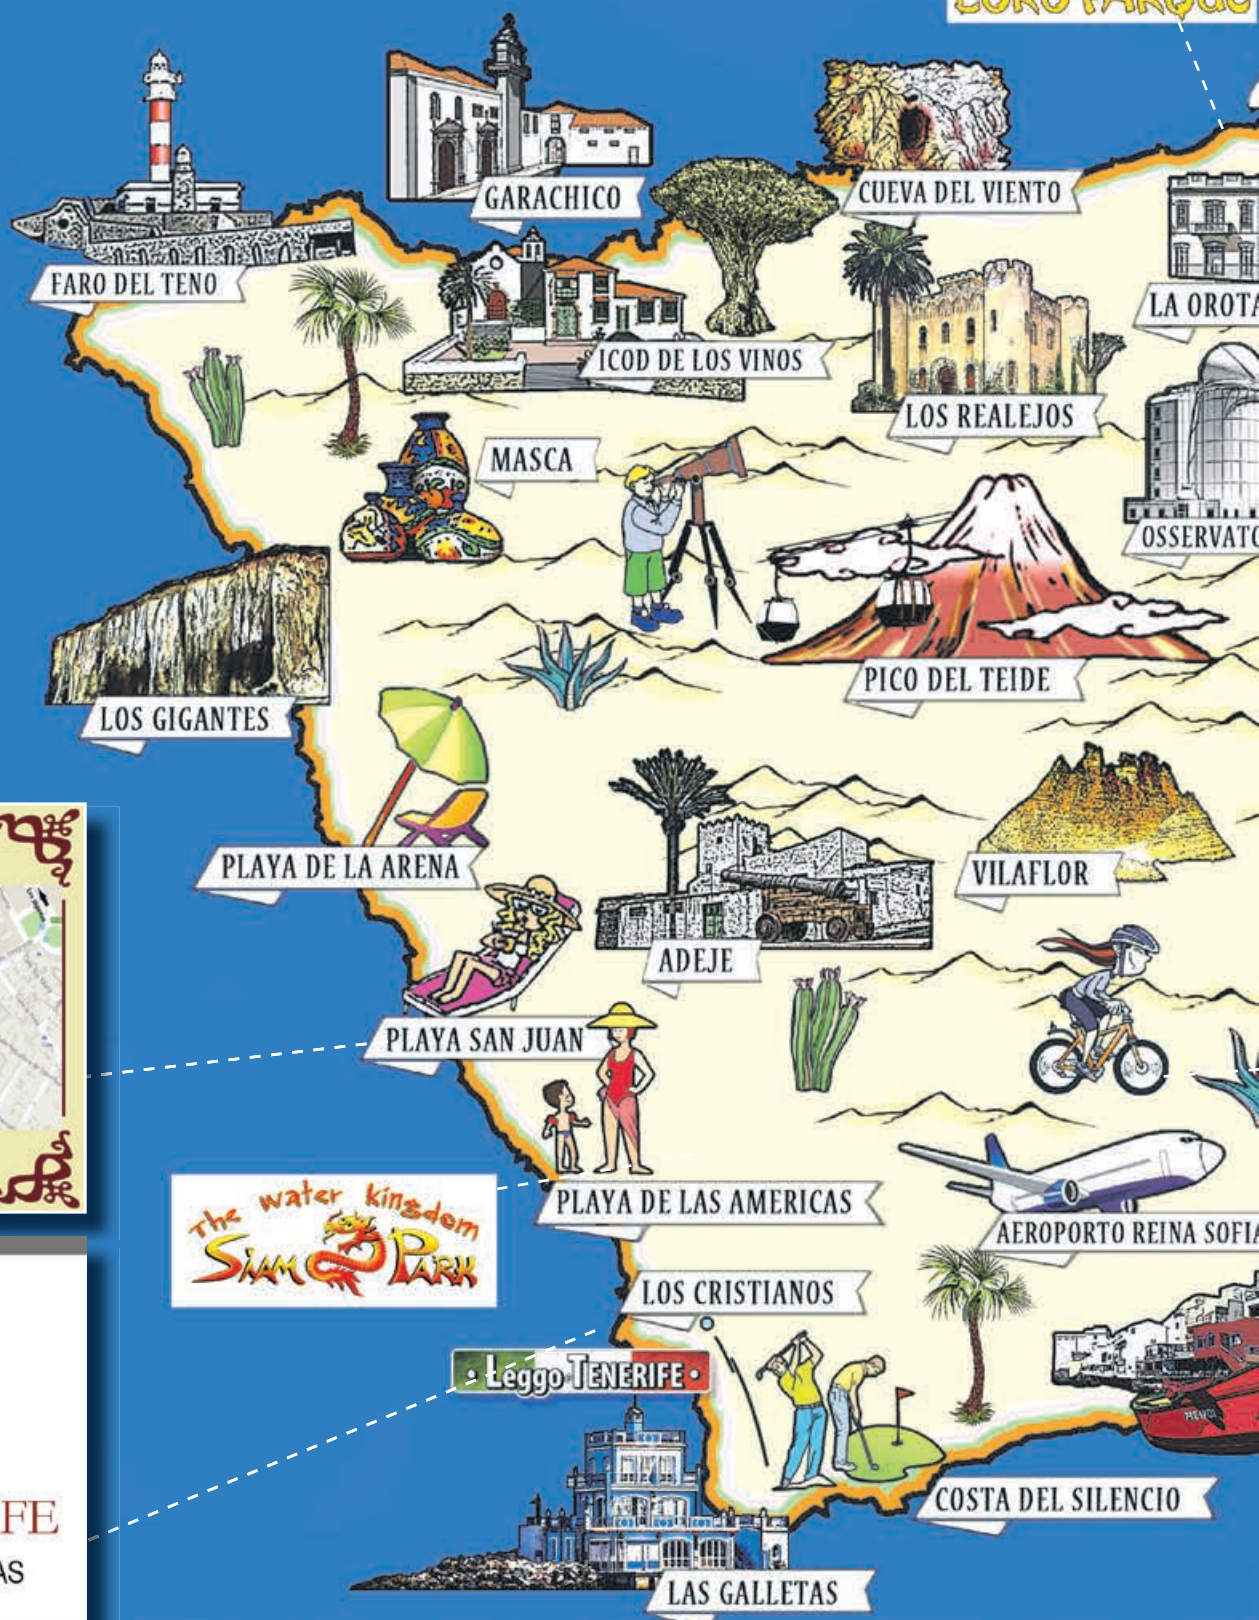 LORO PARQUE
GARACHICO
CUEVA DEL VIENTO
FARO DEL TENO
LA OROTA
ICOD DE LOS VINOS
LOS REALEJOS
MASCA
OSSERVATO
PICO DEL TEIDE
LOS GIGANTES
PLAYA DE LA ARENA
VILAFLOR
ADEJE
PLAYA SAN JUAN
The water kingdom
SIAM PARK
PLAYA DE LAS AMERICAS
AEROPORTO REINA SOFIA
LOS CRISTIANOS
Leggo TENERIFE
COSTA DEL SILENCIO
FE
AS
LAS GALLETAS